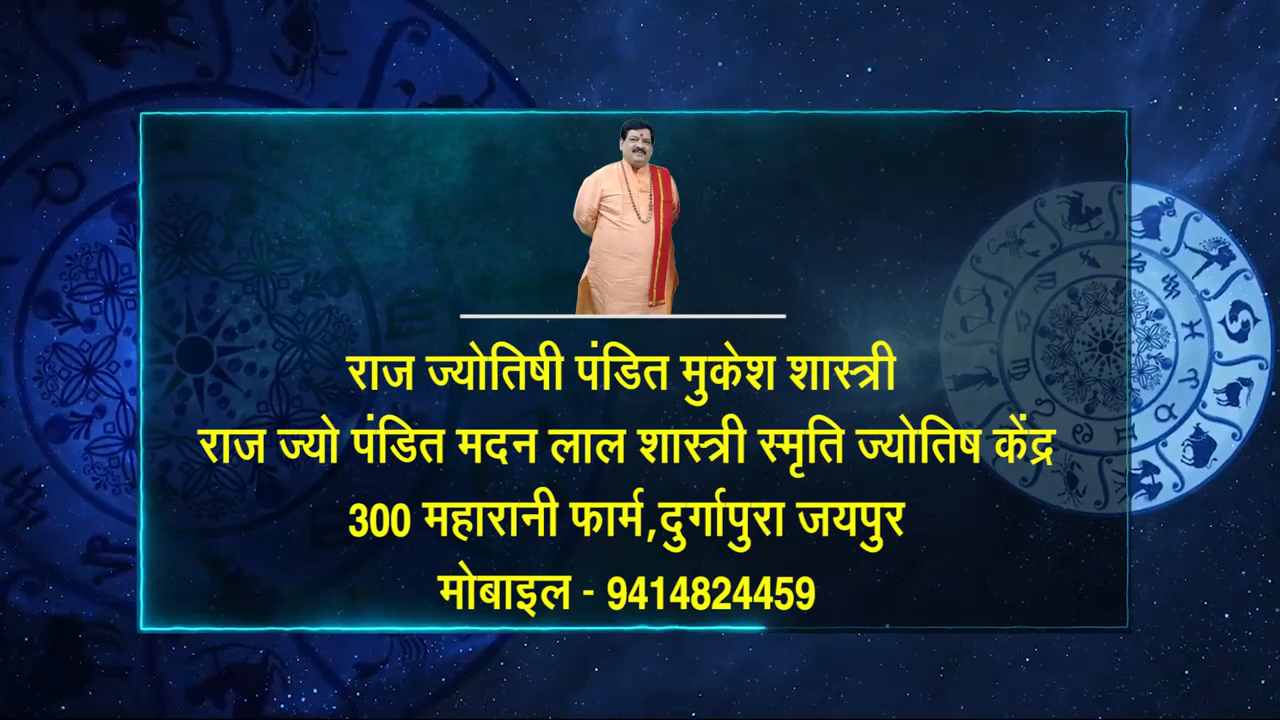 राज ज्योतिषी पंडित मुकेश शास्त्री
राज ज्यो पंडित मदन लाल शास्त्री स्मृति ज्योतिष केंद्र
300 महारानी फार्म,दुर्गापुरा जयपुर
मोबाइल - 9414824459